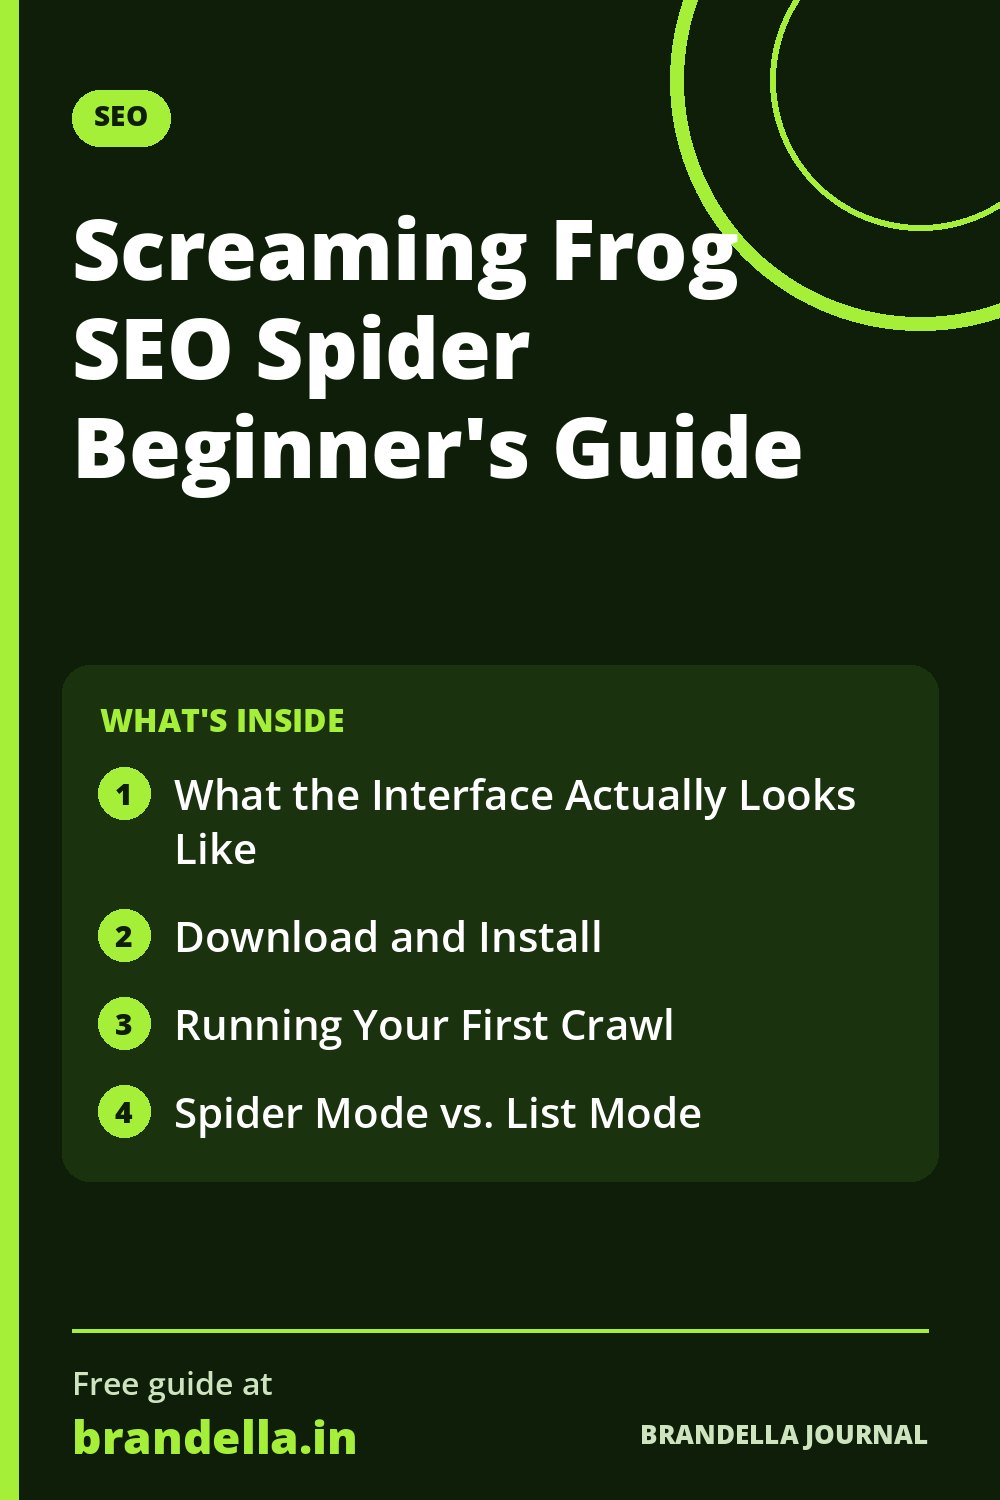 SEO
Screaming Frog
SEO Spider
Beginner's Guide
WHAT'S INSIDE
1 What the Interface Actually Looks
Like
2 Download and Install
3 Running Your First Crawl
4 Spider Mode vs. List Mode
Free guide at
brandella.in
BRANDELLA JOURNAL